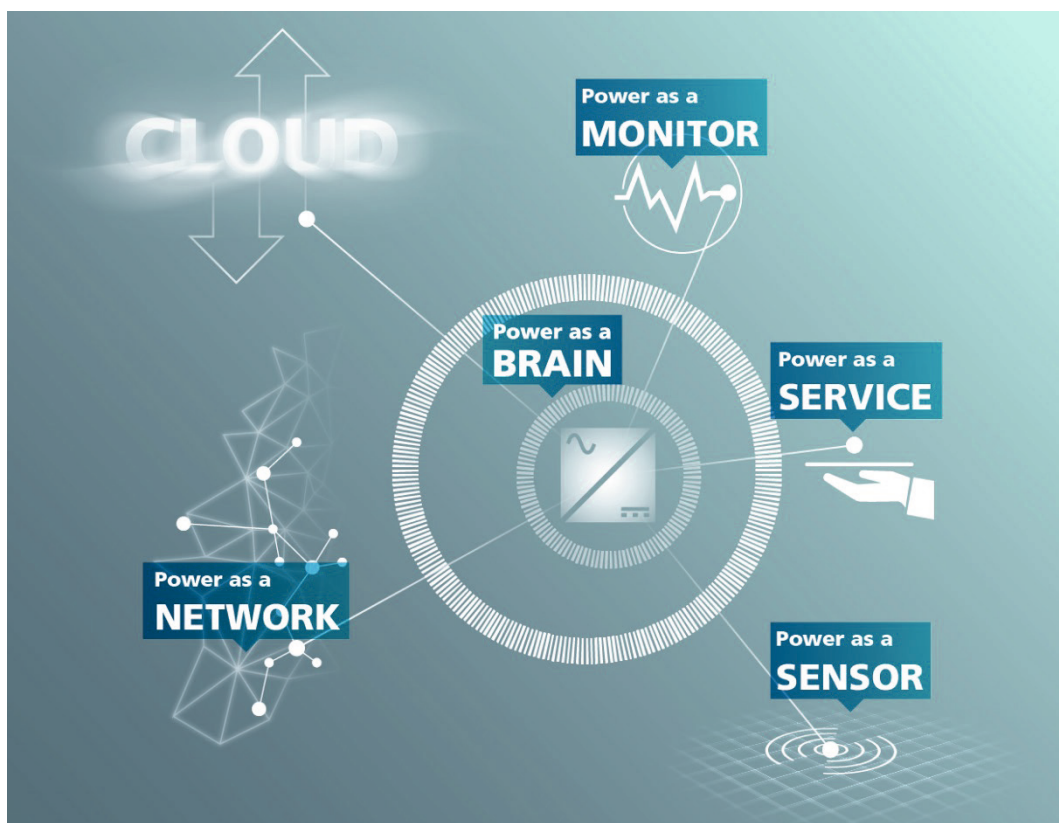 CLOUD
Power as a
MONITOR
Power as a
BRAIN
Power as a
SERVICE
Power as a
NETWORK
Power as a
SENSOR